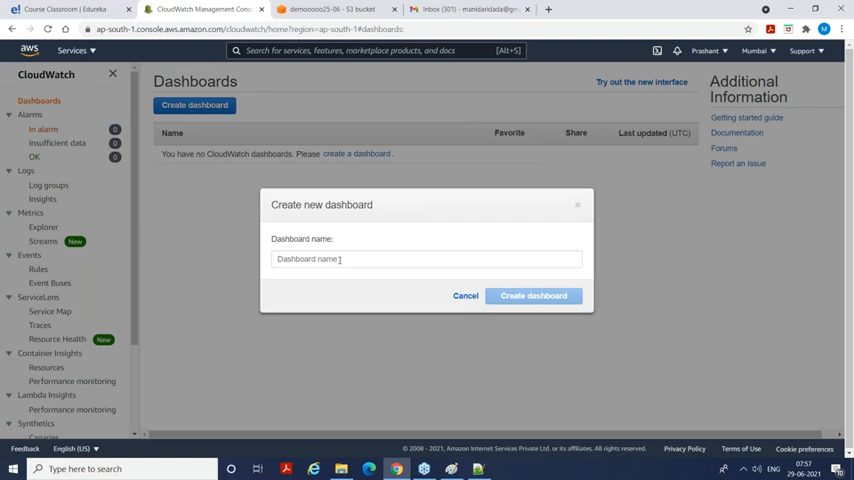 Course Classroom | Edureka
CloudWatch Management Conso
demooooo25-06 - S3 bucket
Inbox (301) - manidaridada@gm
ap-south-1.console.aws.amazon.com/cloudwatch/home?region=ap-south-1#dashboards:
aws
Services
Search for services, features, marketplace products, and docs
[Alt+S]
Prashant
Mumbai
Support
CloudWatch
Dashboards
Alarms
In alarm 0
Insufficient data 0
OK 0
Logs
Log groups
Insights
Metrics
Explorer
Streams New
Events
Rules
Event Buses
ServiceLens
Service Map
Traces
Resource Health New
Container Insights
Resources
Performance monitoring
Lambda Insights
Performance monitoring
Synthetics
Canaries
Dashboards
Try out the new interface
Create dashboard
Name Favorite Share Last updated (UTC)
You have no CloudWatch dashboards. Please create a dashboard.
Additional
Information
Getting started guide
Documentation
Forums
Report an Issue
Create new dashboard
Dashboard name:
Dashboard name
Cancel
Create dashboard
Feedback
English (US)
© 2008 - 2021, Amazon Internet Services Private Ltd. or its affiliates. All rights reserved.
Privacy Policy
Terms of Use
Cookie preferences
Type here to search
ENG
07:57
29-06-2021